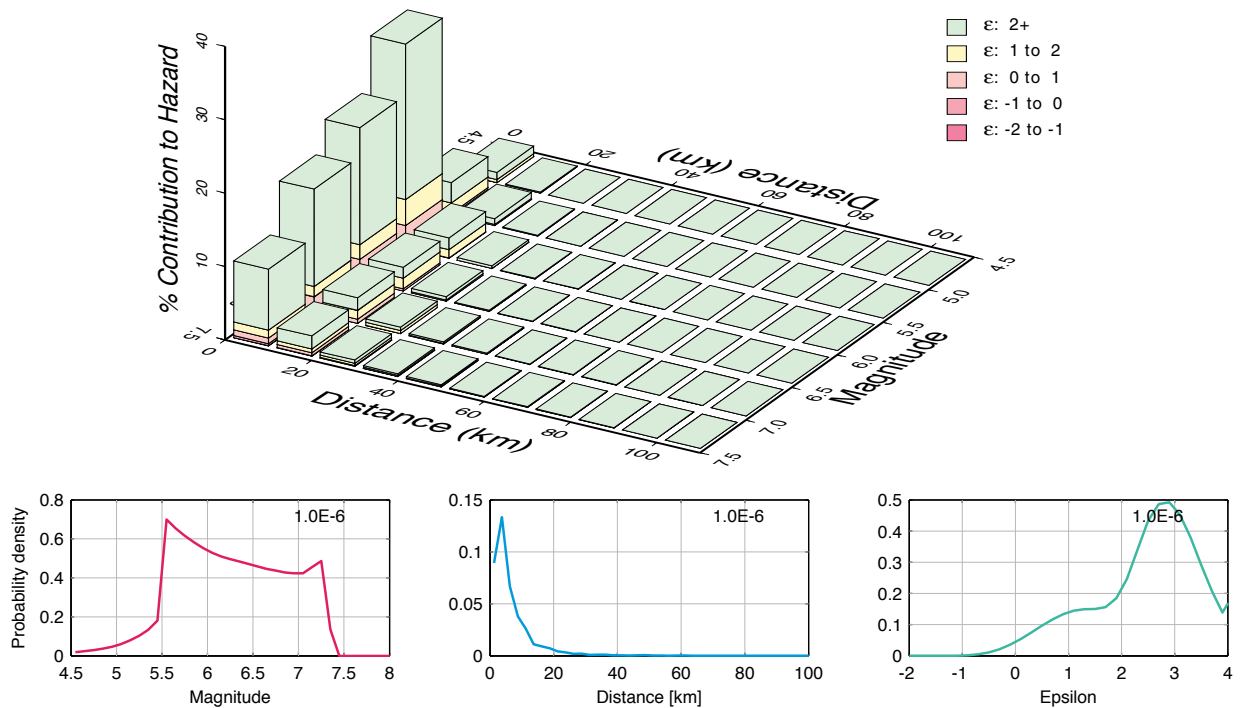 % Contribution to Hazard
40
30
20
10
ε: 2+
ε: 1 to 2
ε: 0 to 1
ε: -1 to 0
ε: -2 to -1
4.5
0
20
40
60
80
100
Distance (km)
4.5
5.0
5.5
6.0
6.5
7.0
7.5
Magnitude
7.5
0
20
40
60
80
100
Distance (km)
Probability density
0.8
0.6
0.4
0.2
0
1.0E-6
4.5 5 5.5 6 6.5 7 7.5 8
Magnitude
0.15
0.1
0.05
0
1.0E-6
0 20 40 60 80 100
Distance [km]
0.5
0.4
0.3
0.2
0.1
0
1.0E-6
-2 -1 0 1 2 3 4
Epsilon